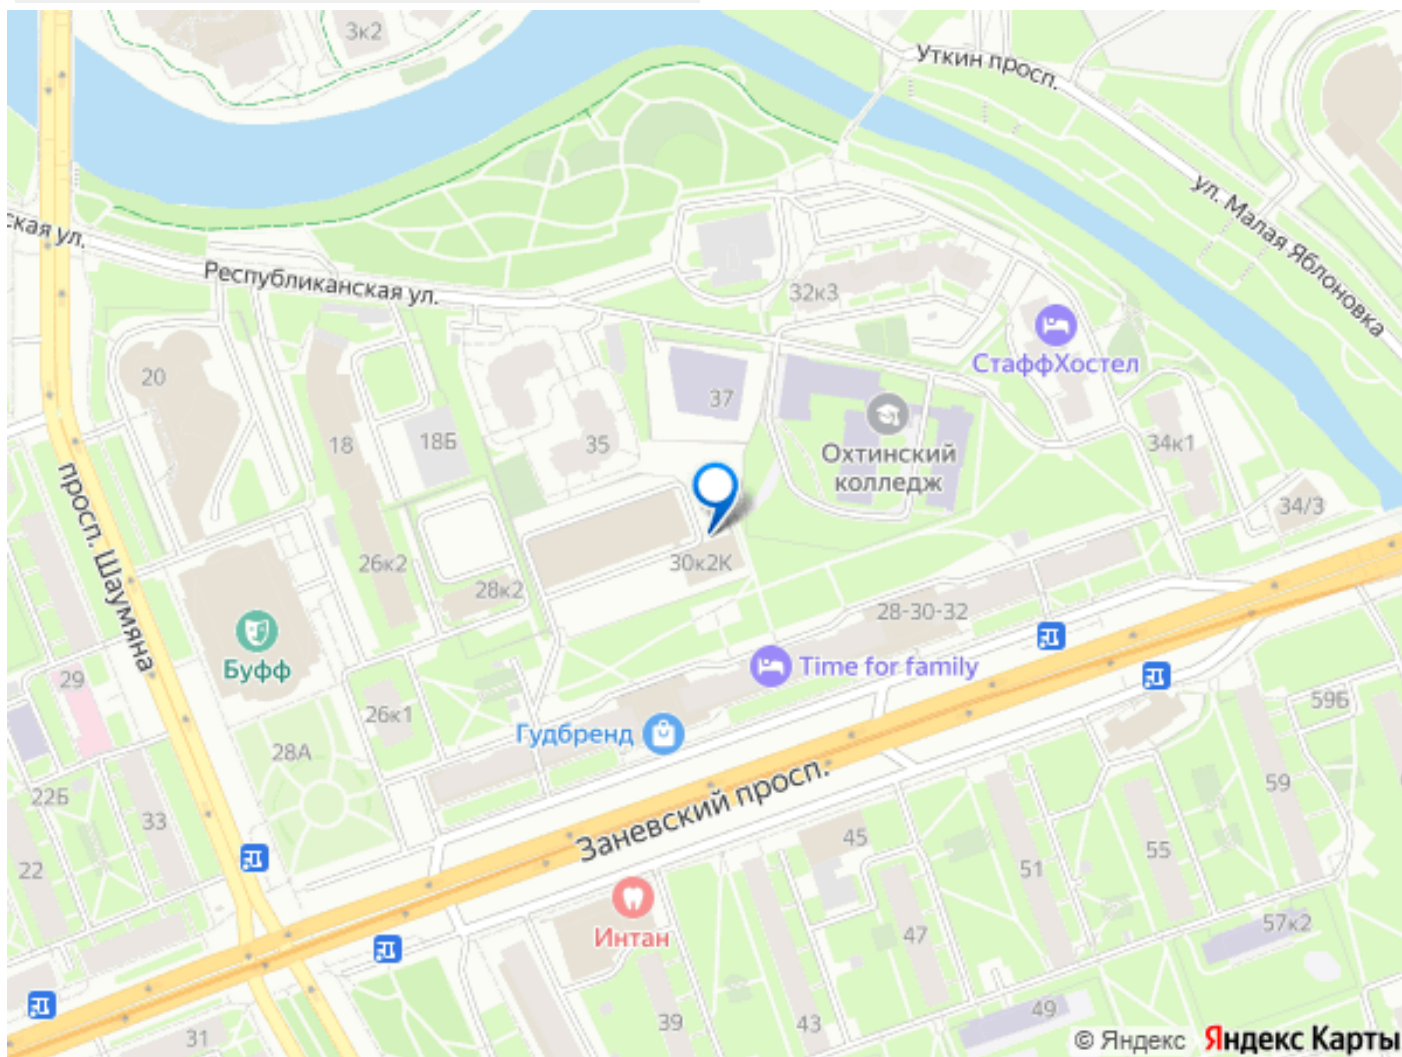 3к2
Уткин просп.
ул. Малая Яблоновка
ская ул.
Республиканская ул.
32к3
СтаффХостел
20
37
18
18Б
35
Охтинский
колледж
34к1
34/3
просп. Шаумяна
26к2
30к2К
28к2
28-30-32
Буфф
Time for family
29
59Б
26к1
Гудбренд
28А
Заневский просп.
22Б
33
59
45
55
22
51
Интан
47
57к2
39
43
49
31
© Яндекс Яндекс Карты